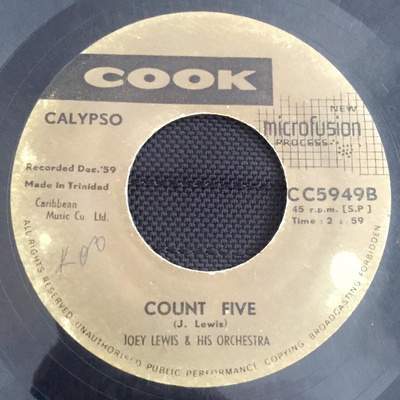 COOK
CALYPSO
NEW
microfusion
PROCESS
Recorded Dec.'59
Made in Trinidad
Caribbean
Music Co. Ltd.
CC5949B
45 r.p.m. [S.P]
Time : 2 : 59
COUNT FIVE
(J. Lewis)
JOEY LEWIS & HIS ORCHESTRA
ALL RIGHTS RESERVED UNAUTHORISED PUBLIC PERFORMANCE COPYING BROADCASTING FORBIDDEN